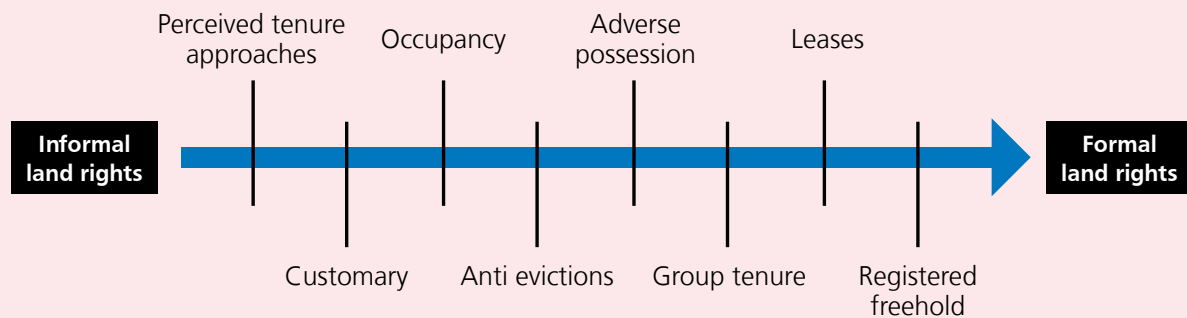 Perceived tenure
approaches
Occupancy
Adverse
possession
Leases
Informal
land rights
Formal
land rights
Customary
Anti evictions
Group tenure
Registered
freehold